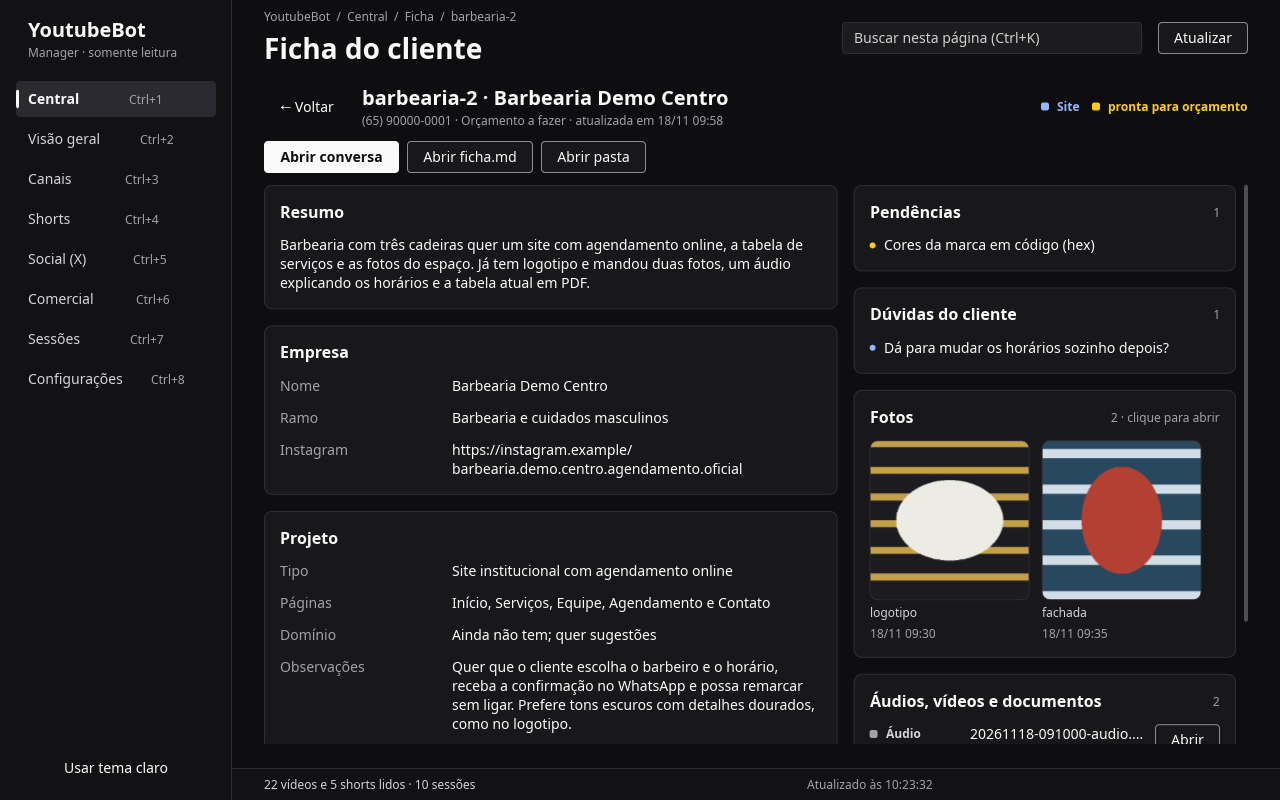 YoutubeBot
Manager · somente leitura
Central Ctrl+1
Visão geral Ctrl+2
Canais Ctrl+3
Shorts Ctrl+4
Social (X) Ctrl+5
Comercial Ctrl+6
Sessões Ctrl+7
Configurações Ctrl+8
Usar tema claro
YoutubeBot / Central / Ficha / barbearia-2
Ficha do cliente
Buscar nesta página (Ctrl+K)
Atualizar
← Voltar
barbearia-2 · Barbearia Demo Centro
(65) 90000-0001 · Orçamento a fazer · atualizada em 18/11 09:58
Site pronta para orçamento
Abrir conversa
Abrir ficha.md
Abrir pasta
Resumo
Barbearia com três cadeiras quer um site com agendamento online, a tabela de
serviços e as fotos do espaço. Já tem logotipo e mandou duas fotos, um áudio
explicando os horários e a tabela atual em PDF.
Empresa
Nome Barbearia Demo Centro
Ramo Barbearia e cuidados masculinos
Instagram https://instagram.example/
barbearia.demo.centro.agendamento.oficial
Projeto
Tipo Site institucional com agendamento online
Páginas Início, Serviços, Equipe, Agendamento e Contato
Domínio Ainda não tem; quer sugestões
Observações Quer que o cliente escolha o barbeiro e o horário,
receba a confirmação no WhatsApp e possa remarcar
sem ligar. Prefere tons escuros com detalhes dourados,
como no logotipo.
Pendências 1
Cores da marca em código (hex)
Dúvidas do cliente 1
Dá para mudar os horários sozinho depois?
Fotos 2 · clique para abrir
logotipo
18/11 09:30
fachada
18/11 09:35
Áudios, vídeos e documentos 2
Áudio 20261118-091000-audio.... Abrir
22 vídeos e 5 shorts lidos · 10 sessões
Atualizado às 10:23:32